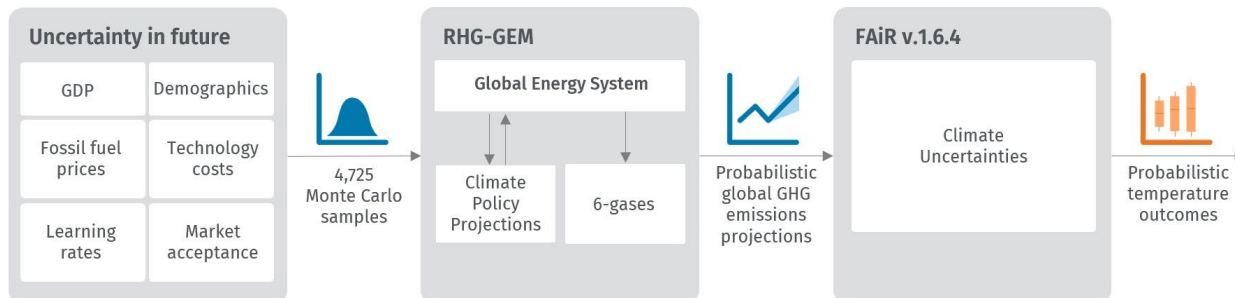 Uncertainty in future
GDP
Demographics
Fossil fuel
prices
Technology
costs
Learning
rates
Market
acceptance
4,725
Monte Carlo
samples
RHG-GEM
Global Energy System
Climate
Policy
Projections
6-gases
Probabilistic
global GHG
emissions
projections
FAiR v.1.6.4
Climate
Uncertainties
Probabilistic
temperature
outcomes